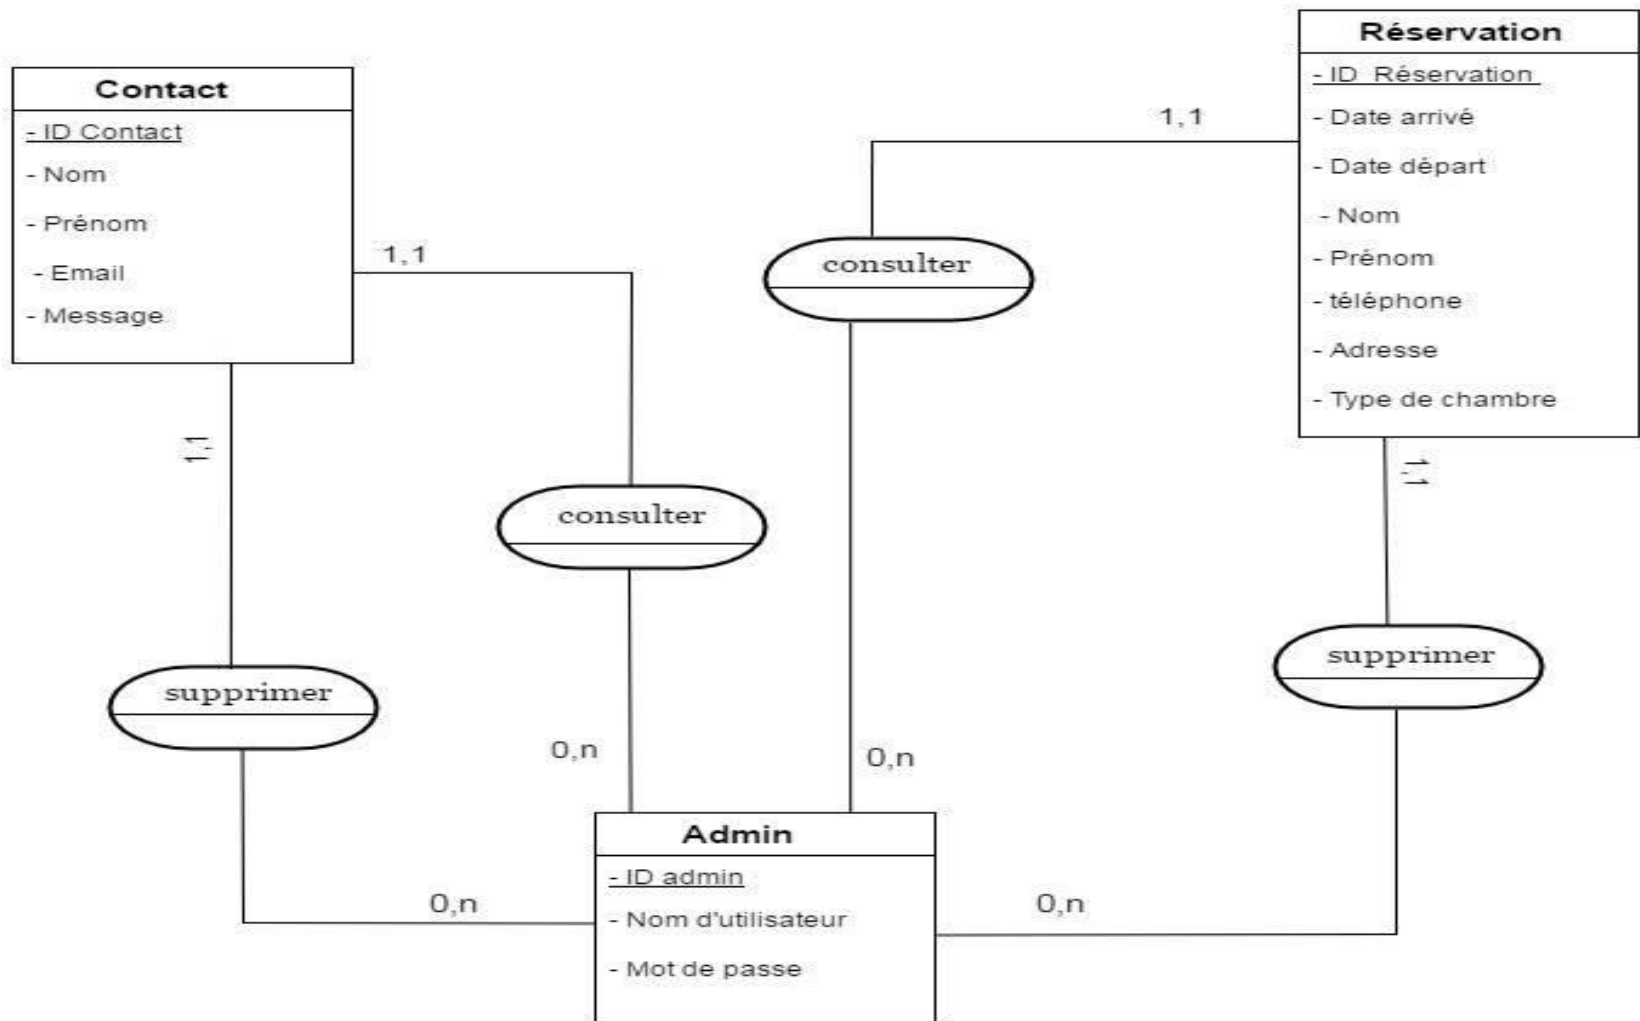 Contact
- ID Contact
- Nom
- Prénom
- Email
- Message
1,1
1,1
consulter
supprimer
0,n
0,n
Réservation
- ID Réservation
- Date arrivé
- Date départ
- Nom
- Prénom
- téléphone
- Adresse
- Type de chambre
1,1
1,1
consulter
supprimer
0,n
0,n
Admin
- ID admin
- Nom d'utilisateur
- Mot de passe